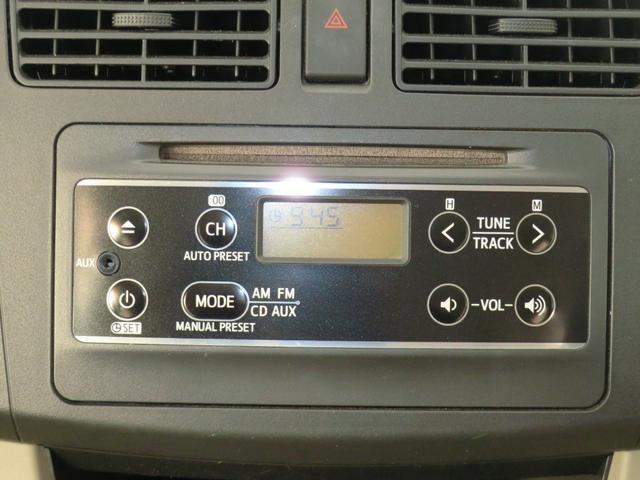 :00
H
M
CH
9:45
TUNE
TRACK
AUTO PRESET
AUX
MODE
AM FM
CD AUX
-VOL-
SET
MANUAL PRESET